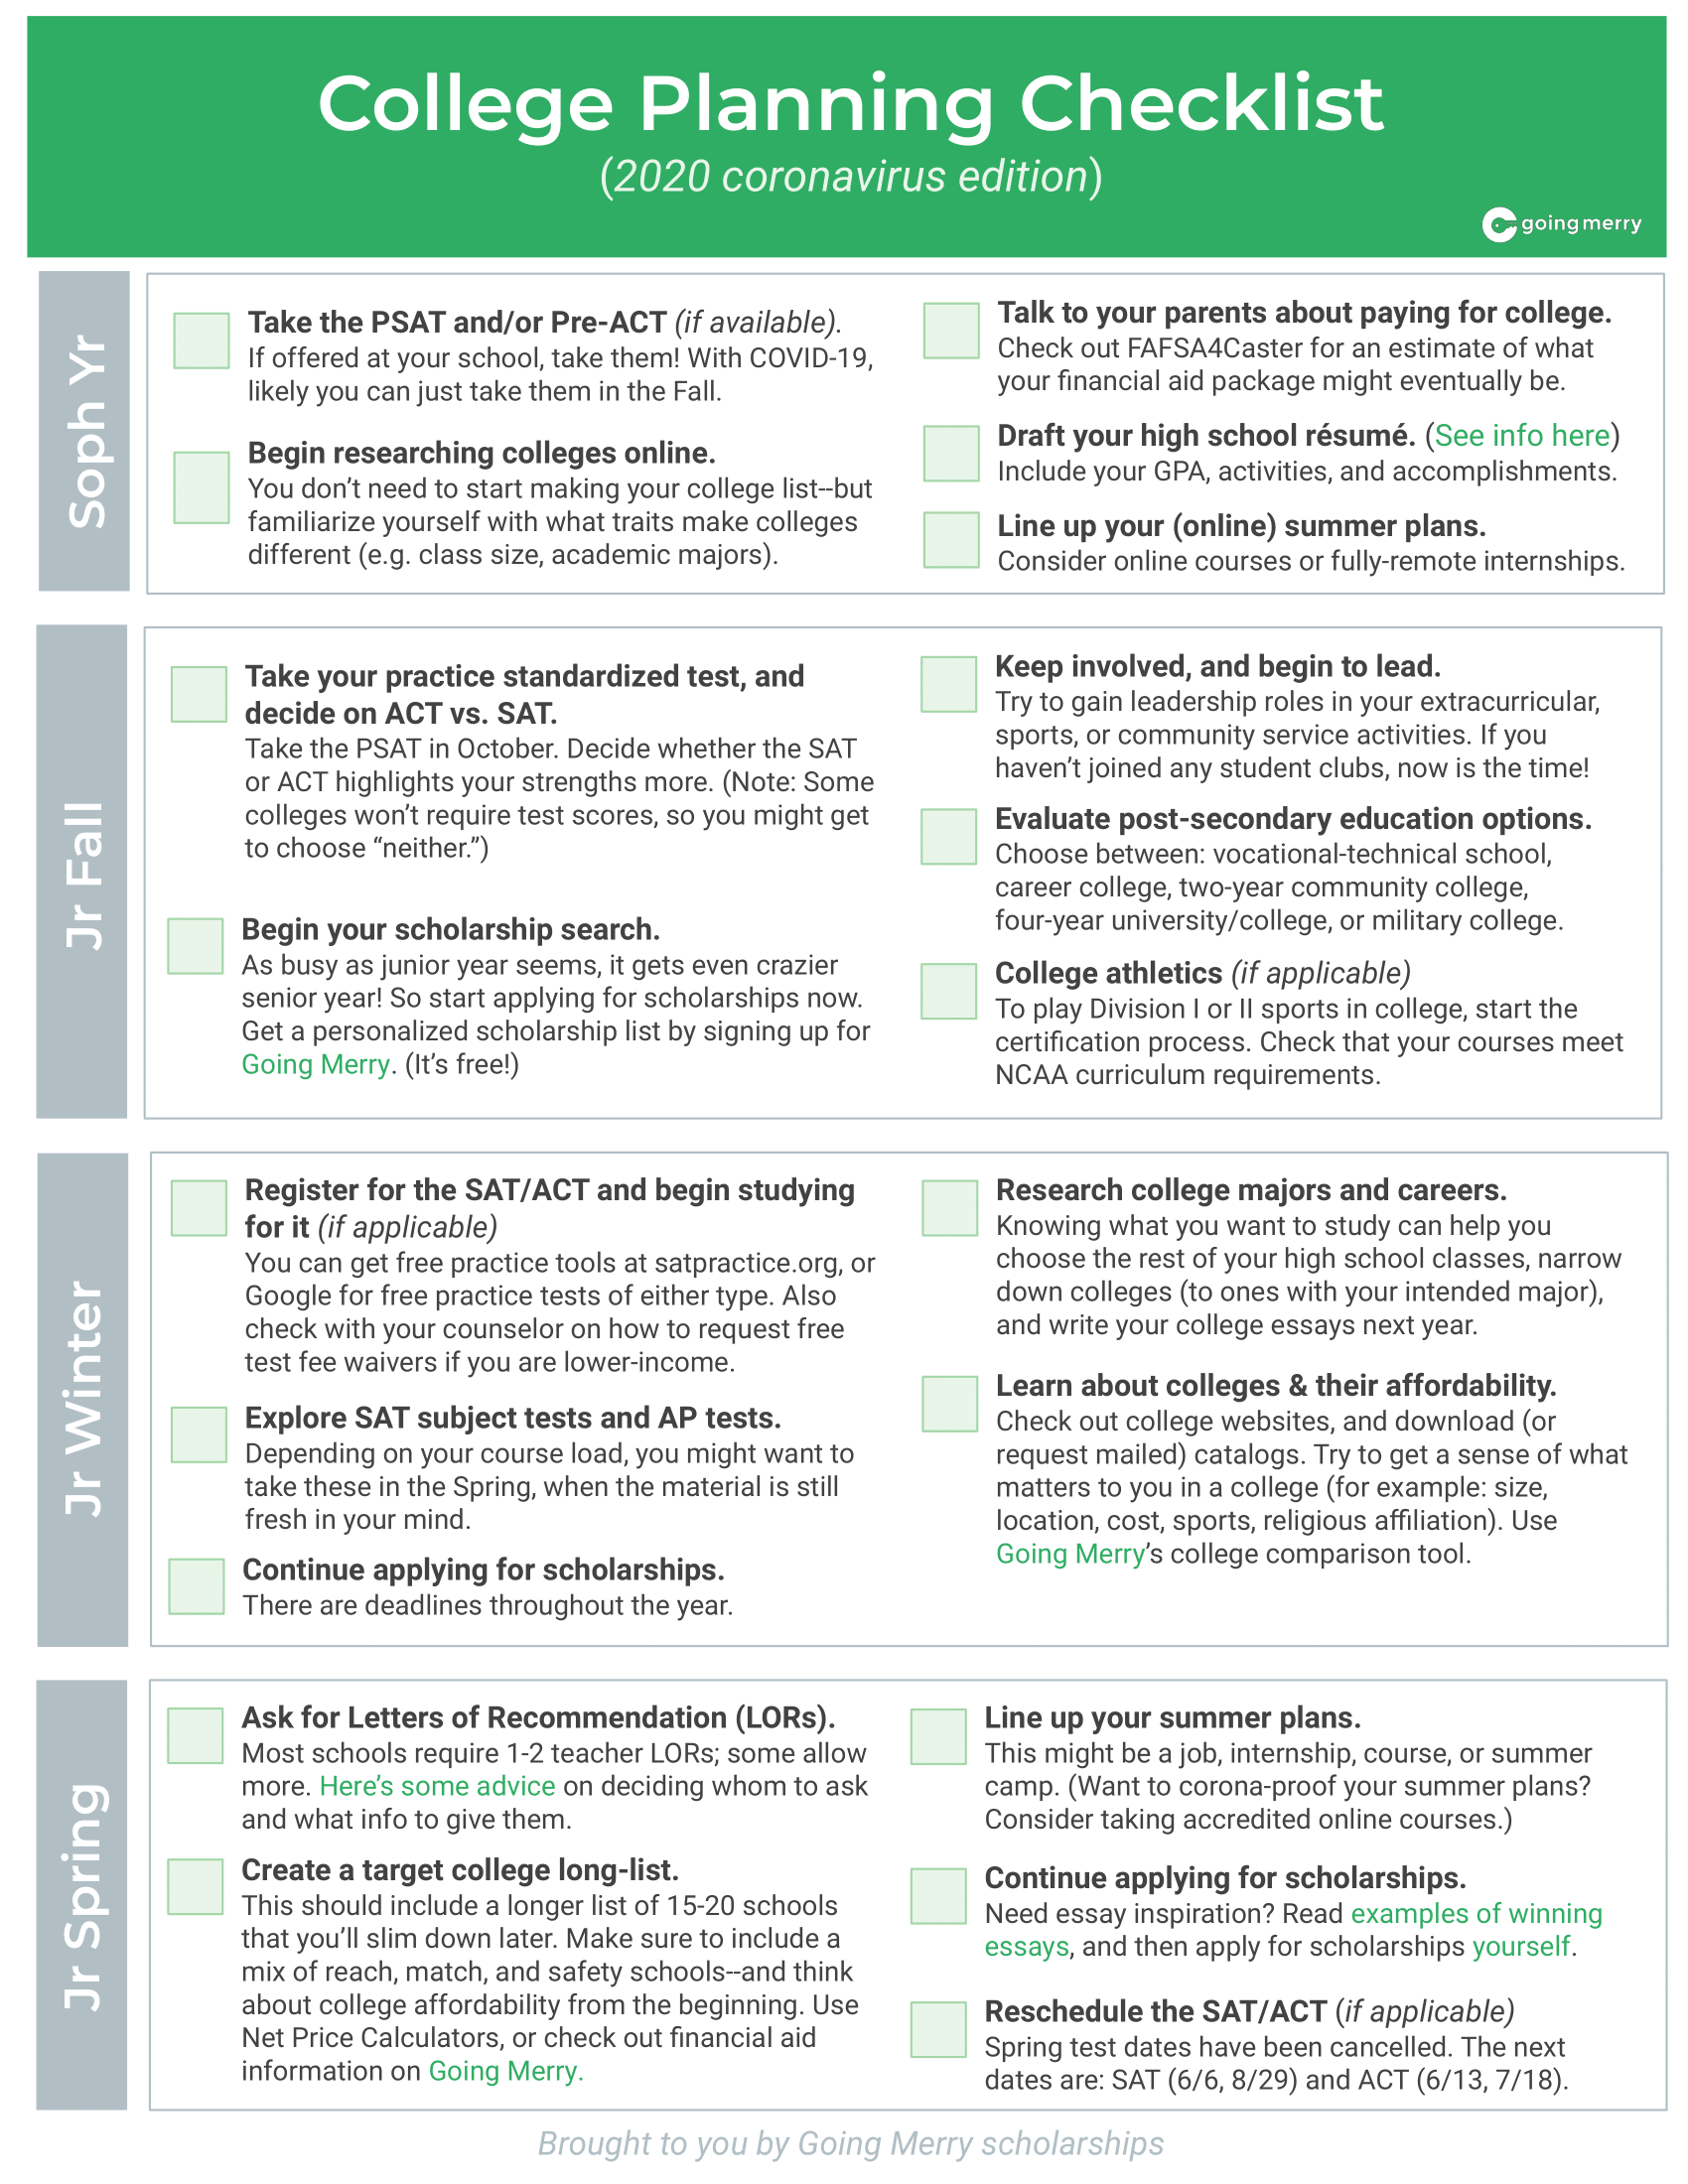 College Planning Checklist
(2020 coronavirus edition)
going merry
Soph Yr
Take the PSAT and/or Pre-ACT (if available).
If offered at your school, take them! With COVID-19,
likely you can just take them in the Fall.
Begin researching colleges online.
You don't need to start making your college list--but
familiarize yourself with what traits make colleges
different (e.g. class size, academic majors).
Talk to your parents about paying for college.
Check out FAFSA4Caster for an estimate of what
your financial aid package might eventually be.
Draft your high school résumé. (See info here)
Include your GPA, activities, and accomplishments.
Line up your (online) summer plans.
Consider online courses or fully-remote internships.
Jr Fall
Take your practice standardized test, and
decide on ACT vs. SAT.
Take the PSAT in October. Decide whether the SAT
or ACT highlights your strengths more. (Note: Some
colleges won't require test scores, so you might get
to choose “neither.”)
Begin your scholarship search.
As busy as junior year seems, it gets even crazier
senior year! So start applying for scholarships now.
Get a personalized scholarship list by signing up for
Going Merry. (It's free!)
Keep involved, and begin to lead.
Try to gain leadership roles in your extracurricular,
sports, or community service activities. If you
haven't joined any student clubs, now is the time!
Evaluate post-secondary education options.
Choose between: vocational-technical school,
career college, two-year community college,
four-year university/college, or military college.
College athletics (if applicable)
To play Division I or II sports in college, start the
certification process. Check that your courses meet
NCAA curriculum requirements.
Jr Winter
Register for the SAT/ACT and begin studying
for it (if applicable)
You can get free practice tools at satpractice.org, or
Google for free practice tests of either type. Also
check with your counselor on how to request free
test fee waivers if you are lower-income.
Explore SAT subject tests and AP tests.
Depending on your course load, you might want to
take these in the Spring, when the material is still
fresh in your mind.
Continue applying for scholarships.
There are deadlines throughout the year.
Research college majors and careers.
Knowing what you want to study can help you
choose the rest of your high school classes, narrow
down colleges (to ones with your intended major),
and write your college essays next year.
Learn about colleges & their affordability.
Check out college websites, and download (or
request mailed) catalogs. Try to get a sense of what
matters to you in a college (for example: size,
location, cost, sports, religious affiliation). Use
Going Merry's college comparison tool.
Jr Spring
Ask for Letters of Recommendation (LORs).
Most schools require 1-2 teacher LORs; some allow
more. Here's some advice on deciding whom to ask
and what info to give them.
Create a target college long-list.
This should include a longer list of 15-20 schools
that you'll slim down later. Make sure to include a
mix of reach, match, and safety schools--and think
about college affordability from the beginning. Use
Net Price Calculators, or check out financial aid
information on Going Merry.
Line up your summer plans.
This might be a job, internship, course, or summer
camp. (Want to corona-proof your summer plans?
Consider taking accredited online courses.)
Continue applying for scholarships.
Need essay inspiration? Read examples of winning
essays, and then apply for scholarships yourself.
Reschedule the SAT/ACT (if applicable)
Spring test dates have been cancelled. The next
dates are: SAT (6/6, 8/29) and ACT (6/13, 7/18).
Brought to you by Going Merry scholarships